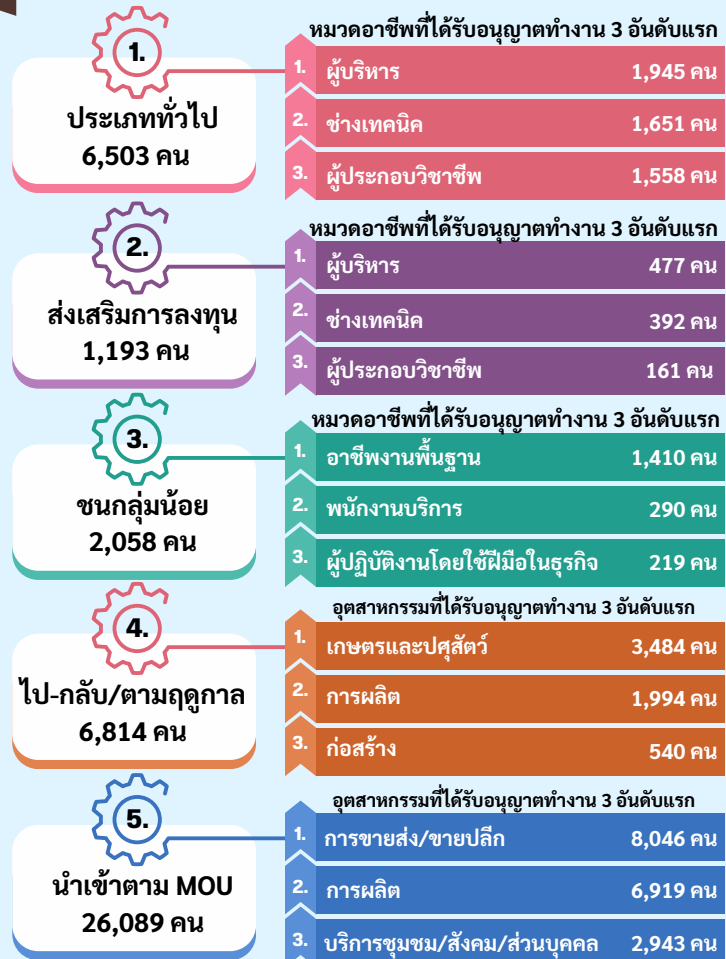 1.
ประเภททั่วไป
6,503 คน
หมวดอาชีพที่ได้รับอนุญาตทำงาน 3 อันดับแรก
1. ผู้บริหาร 1,945 คน
2. ช่างเทคนิค 1,651 คน
3. ผู้ประกอบวิชาชีพ 1,558 คน
2.
ส่งเสริมการลงทุน
1,193 คน
หมวดอาชีพที่ได้รับอนุญาตทำงาน 3 อันดับแรก
1. ผู้บริหาร 477 คน
2. ช่างเทคนิค 392 คน
3. ผู้ประกอบวิชาชีพ 161 คน
3.
ชนกลุ่มน้อย
2,058 คน
หมวดอาชีพที่ได้รับอนุญาตทำงาน 3 อันดับแรก
1. อาชีพงานพื้นฐาน 1,410 คน
2. พนักงานบริการ 290 คน
3. ผู้ปฏิบัติงานโดยใช้ฝีมือในธุรกิจ 219 คน
4.
ไป-กลับ/ตามฤดูกาล
6,814 คน
อุตสาหกรรมที่ได้รับอนุญาตทำงาน 3 อันดับแรก
1. เกษตรและปศุสัตว์ 3,484 คน
2. การผลิต 1,994 คน
3. ก่อสร้าง 540 คน
5.
นำเข้าตาม MOU
26,089 คน
อุตสาหกรรมที่ได้รับอนุญาตทำงาน 3 อันดับแรก
1. การขายส่ง/ขายปลีก 8,046 คน
2. การผลิต 6,919 คน
3. บริการชุมชน/สังคม/ส่วนบุคคล 2,943 คน